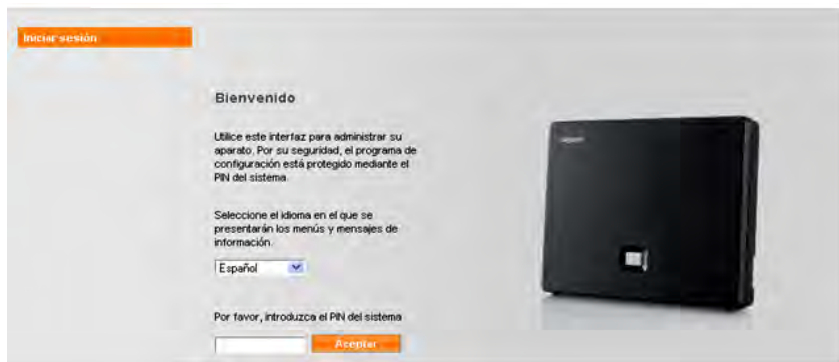 Iniciar sesión
Bienvenido
Utilice este interfaz para administrar su
aparato. Por su seguridad, el programa de
configuración está protegido mediante el
PIN del sistema.
Seleccione el idioma en el que se
presentarán los menús y mensajes de
información.
Español
Por favor, introduzca el PIN del sistema
Aceptar